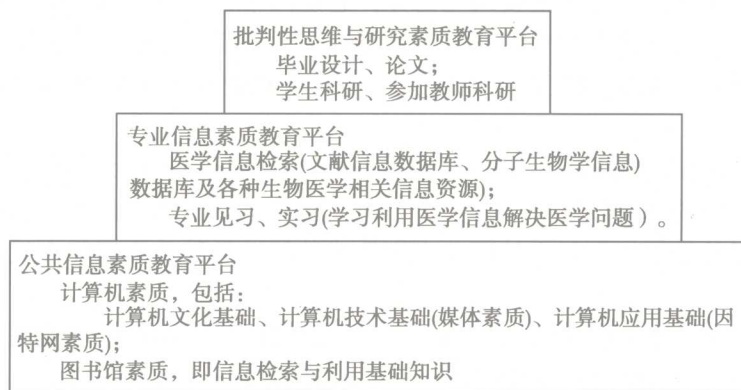 批判性思维与研究素质教育平台
毕业设计、论文；
学生科研、参加教师科研
专业信息素质教育平台
医学信息检索(文献信息数据库、分子生物学信息)
数据库及各种生物医学相关信息资源)；
专业见习、实习(学习利用医学信息解决医学问题）。
公共信息素质教育平台
计算机素质，包括：
计算机文化基础、计算机技术基础(媒体素质)、计算机应用基础(因
特网素质)；
图书馆素质，即信息检索与利用基础知识